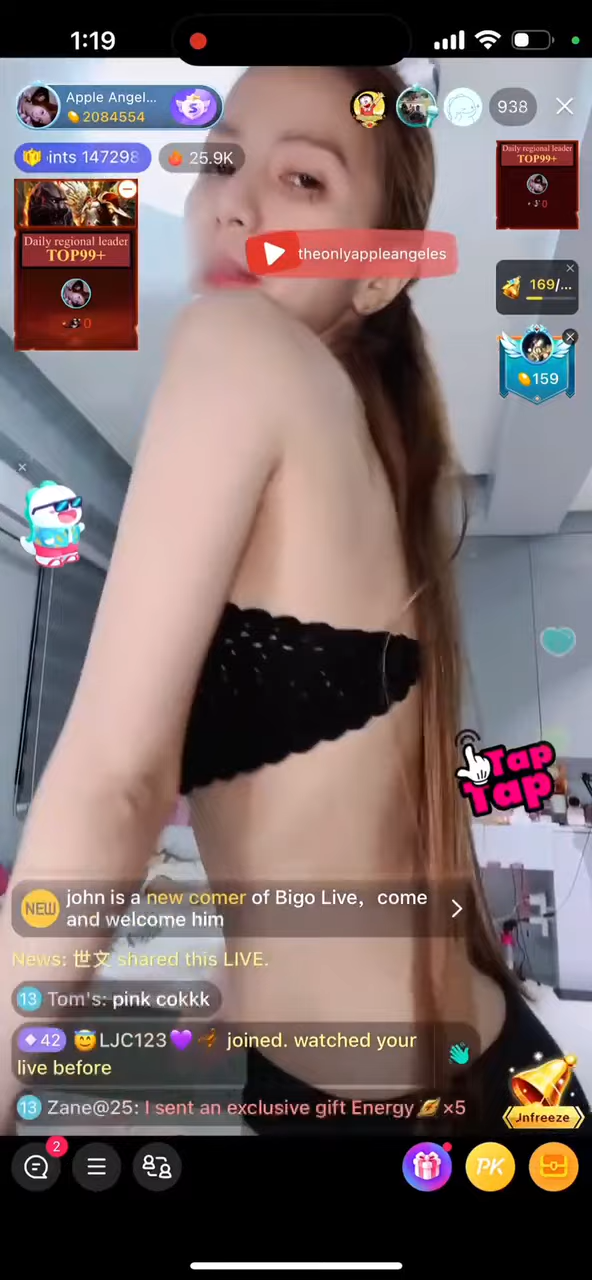 1:19
Apple Angel...
2084554
S
938
ints 147298
25.9K
Daily regional leader
TOP99+
0
Daily regional leader
TOP99+
0
theonlyappleangeles
169/...
159
Tap
Tap
NEW
john is a new comer of Bigo Live, come
and welcome him
News: 世文 shared this LIVE.
13 Tom's: pink cokkk
42 LJC123 joined. watched your
live before
13 Zane@25: I sent an exclusive gift Energy x5
Jnfreeze
2
PK